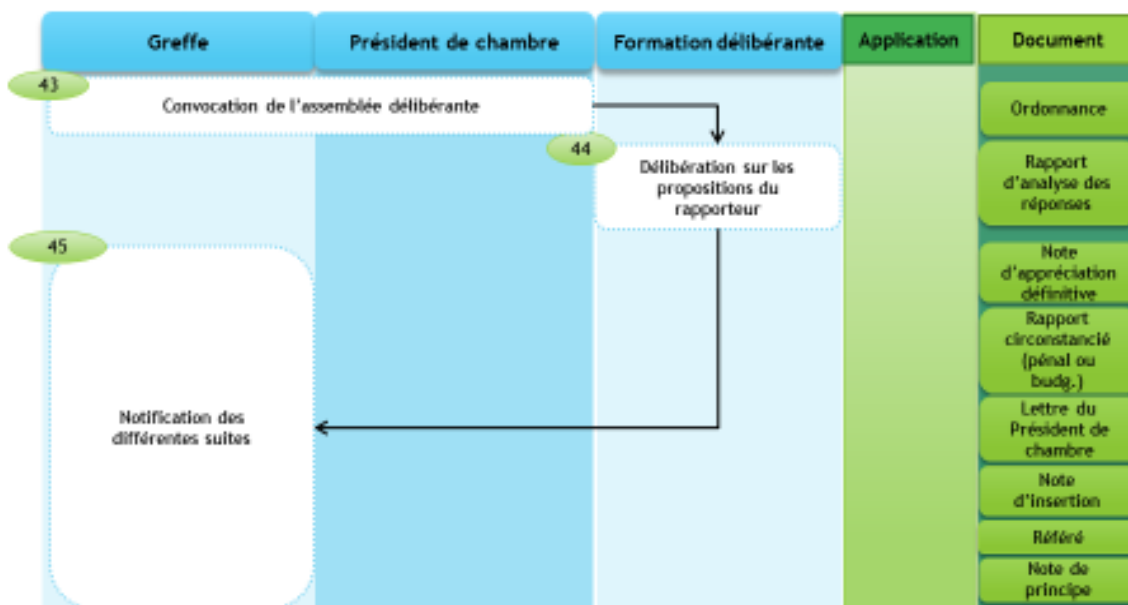 Greffe
Président de chambre
Formation délibérante
Application
Document
43
Convocation de l'assemblée délibérante
44
Délibération sur les
propositions du
rapporteur
45
Notification des
différentes suites
Ordonnance
Rapport
d'analyse des
réponses
Note
d'appréciation
définitive
Rapport
circonstancié
(pénal ou
budg.)
Lettre du
Président de
chambre
Note
d'insertion
Référé
Note de
principe